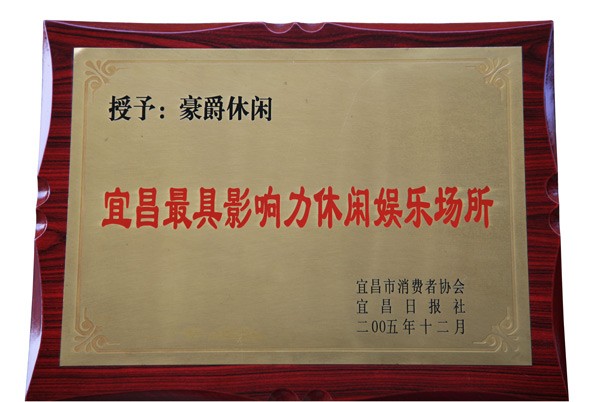 授予：豪爵休闲
宜昌最具影响力休闲娱乐场所
宜昌市消费者协会
宜昌日报社
二00五年十二月